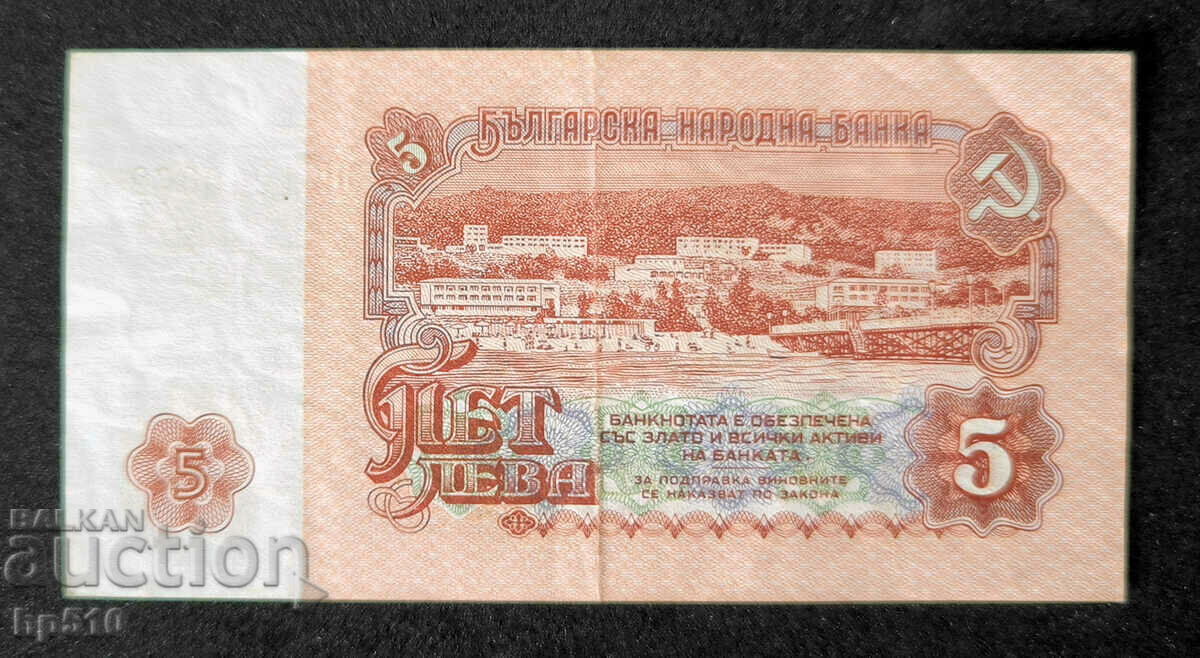 БЪЛГАРСКА НАРОДНА БАНКА
5
ПЕТ
ЛЕВА
БАНКНОТАТА Е ОБЕЗПЕЧЕНА
СЪС ЗЛАТО И ВСИЧКИ АКТИВИ
НА БАНКАТА.
ЗА ПОДПРАВКА ВИНОВНИТЕ
СЕ НАКАЗВАТ ПО ЗАКОНА
5
5
BALKAN
auction
hp510